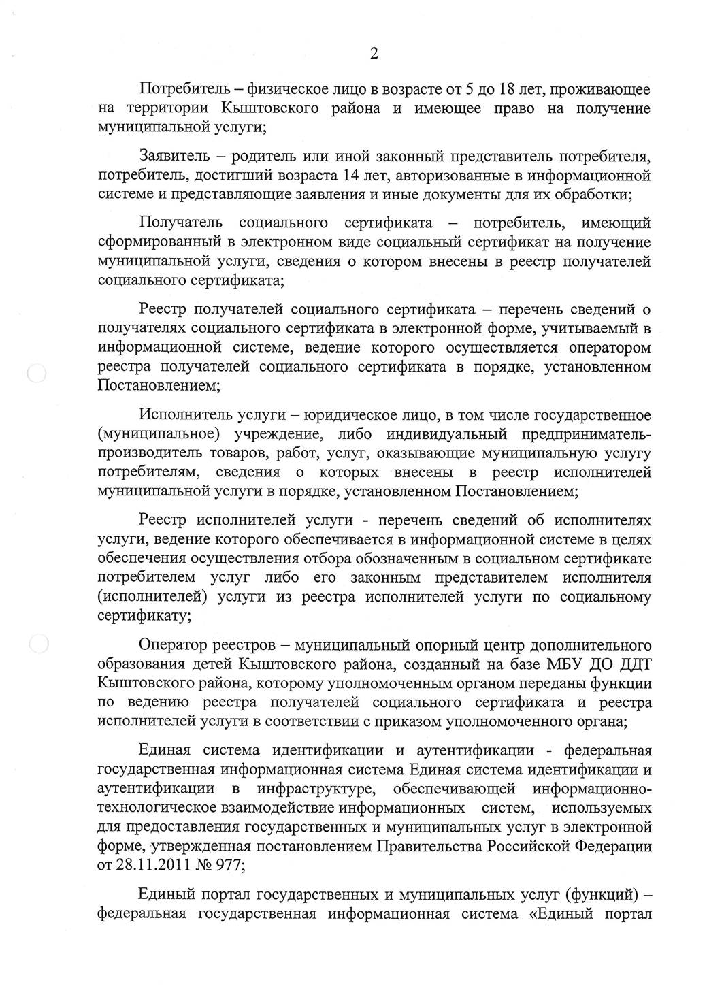 2
Потребитель – физическое лицо в возрасте от 5 до 18 лет, проживающее
на территории Кыштовского района и имеющее право на получение
муниципальной услуги;
Заявитель – родитель или иной законный представитель потребителя,
потребитель, достигший возраста 14 лет, авторизованные в информационной
системе и представляющие заявления и иные документы для их обработки;
Получатель социального сертификата – потребитель, имеющий
сформированный в электронном виде социальный сертификат на получение
муниципальной услуги, сведения о котором внесены в реестр получателей
социального сертификата;
Реестр получателей социального сертификата – перечень сведений о
получателях социального сертификата в электронной форме, учитываемый в
информационной системе, ведение которого осуществляется оператором
реестра получателей социального сертификата в порядке, установленном
Постановлением;
Исполнитель услуги – юридическое лицо, в том числе государственное
(муниципальное) учреждение, либо индивидуальный предприниматель-
производитель товаров, работ, услуг, оказывающие муниципальную услугу
потребителям, сведения о которых внесены в реестр исполнителей
муниципальной услуги в порядке, установленном Постановлением;
Реестр исполнителей услуги - перечень сведений об исполнителях
услуги, ведение которого обеспечивается в информационной системе в целях
обеспечения осуществления отбора обозначенным в социальном сертификате
потребителем услуг либо его законным представителем исполнителя
(исполнителей) услуги из реестра исполнителей услуги по социальному
сертификату;
Оператор реестров – муниципальный опорный центр дополнительного
образования детей Кыштовского района, созданный на базе МБУ ДО ДДТ
Кыштовского района, которому уполномоченным органом переданы функции
по ведению реестра получателей социального сертификата и реестра
исполнителей услуги в соответствии с приказом уполномоченного органа;
Единая система идентификации и аутентификации - федеральная
государственная информационная система Единая система идентификации и
аутентификации в инфраструктуре, обеспечивающей информационно-
технологическое взаимодействие информационных систем, используемых
для предоставления государственных и муниципальных услуг в электронной
форме, утвержденная постановлением Правительства Российской Федерации
от 28.11.2011 № 977;
Единый портал государственных и муниципальных услуг (функций) –
федеральная государственная информационная система «Единый портал